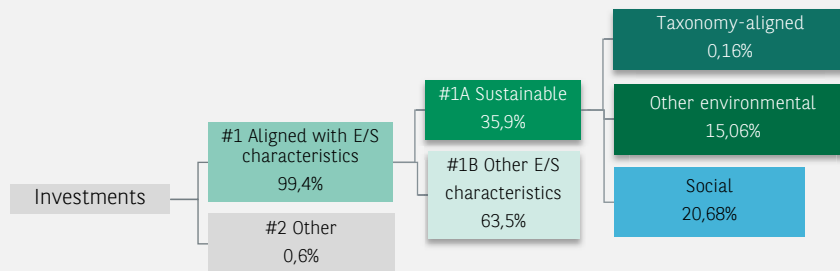 Investments
#1 Aligned with E/S
characteristics
99,4%
#2 Other
0,6%
#1A Sustainable
35,9%
#1B Other E/S
characteristics
63,5%
Taxonomy-aligned
0,16%
Other environmental
15,06%
Social
20,68%